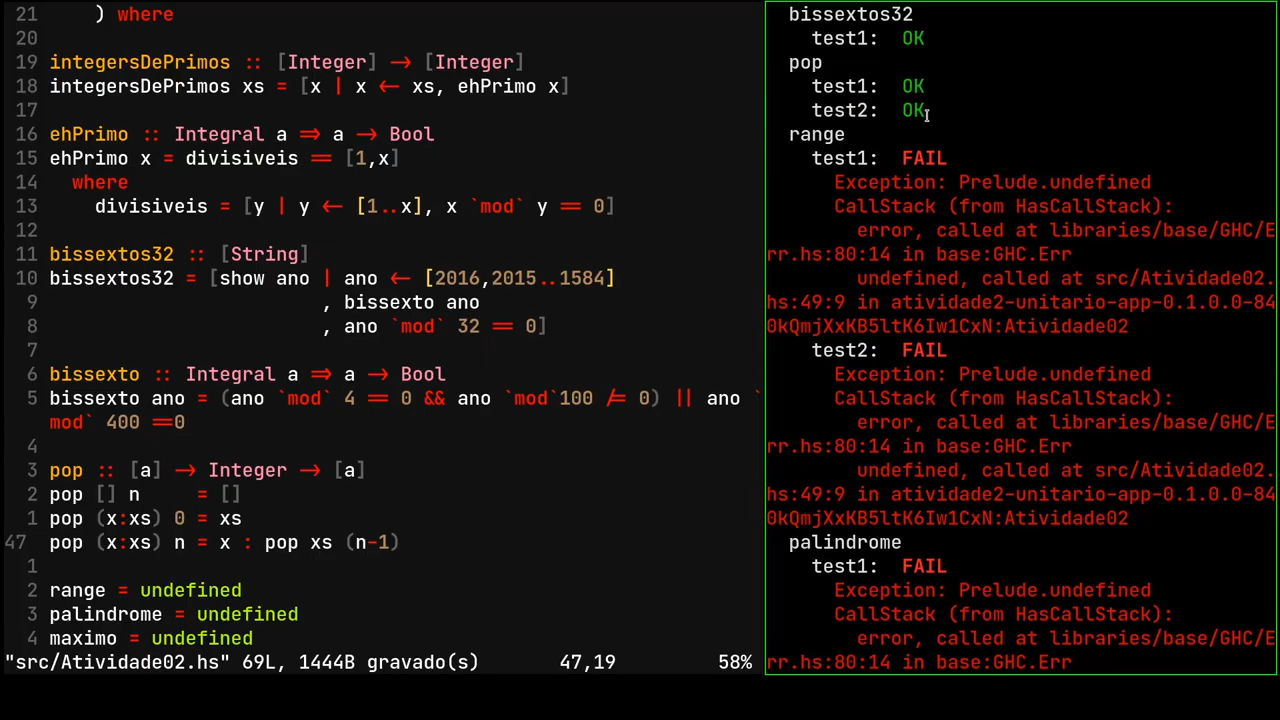 21      ) where
20
19  integersDePrimos :: [Integer] → [Integer]
18  integersDePrimos xs = [x | x ← xs, ehPrimo x]
17
16  ehPrimo :: Integral a ⇒ a → Bool
15  ehPrimo x = divisiveis == [1,x]
14    where
13      divisiveis = [y | y ← [1..x], x `mod` y == 0]
12
11  bissextos32 :: [String]
10  bissextos32 = [show ano | ano ← [2016,2015..1584]
 9                          , bissexto ano
 8                          , ano `mod` 32 == 0]
 7
 6  bissexto :: Integral a ⇒ a → Bool
 5  bissexto ano = (ano `mod` 4 == 0 && ano `mod`100 /= 0) || ano `
    mod` 400 ==0
 4
 3  pop :: [a] → Integer → [a]
 2  pop [] n     = []
 1  pop (x:xs) 0 = xs
47  pop (x:xs) n = x : pop xs (n-1)
 1
 2  range = undefined
 3  palindrome = undefined
 4  maximo = undefined
"src/Atividade02.hs" 69L, 1444B gravado(s)       47,19         58%
bissextos32
  test1:  OK
pop
  test1:  OK
  test2:  OK
range
  test1:  FAIL
    Exception: Prelude.undefined
    CallStack (from HasCallStack):
      error, called at libraries/base/GHC/E
rr.hs:80:14 in base:GHC.Err
      undefined, called at src/Atividade02.
hs:49:9 in atividade2-unitario-app-0.1.0.0-84
0kQmjXxKB5ltK6Iw1CxN:Atividade02
  test2:  FAIL
    Exception: Prelude.undefined
    CallStack (from HasCallStack):
      error, called at libraries/base/GHC/E
rr.hs:80:14 in base:GHC.Err
      undefined, called at src/Atividade02.
hs:49:9 in atividade2-unitario-app-0.1.0.0-84
0kQmjXxKB5ltK6Iw1CxN:Atividade02
palindrome
  test1:  FAIL
    Exception: Prelude.undefined
    CallStack (from HasCallStack):
      error, called at libraries/base/GHC/E
rr.hs:80:14 in base:GHC.Err